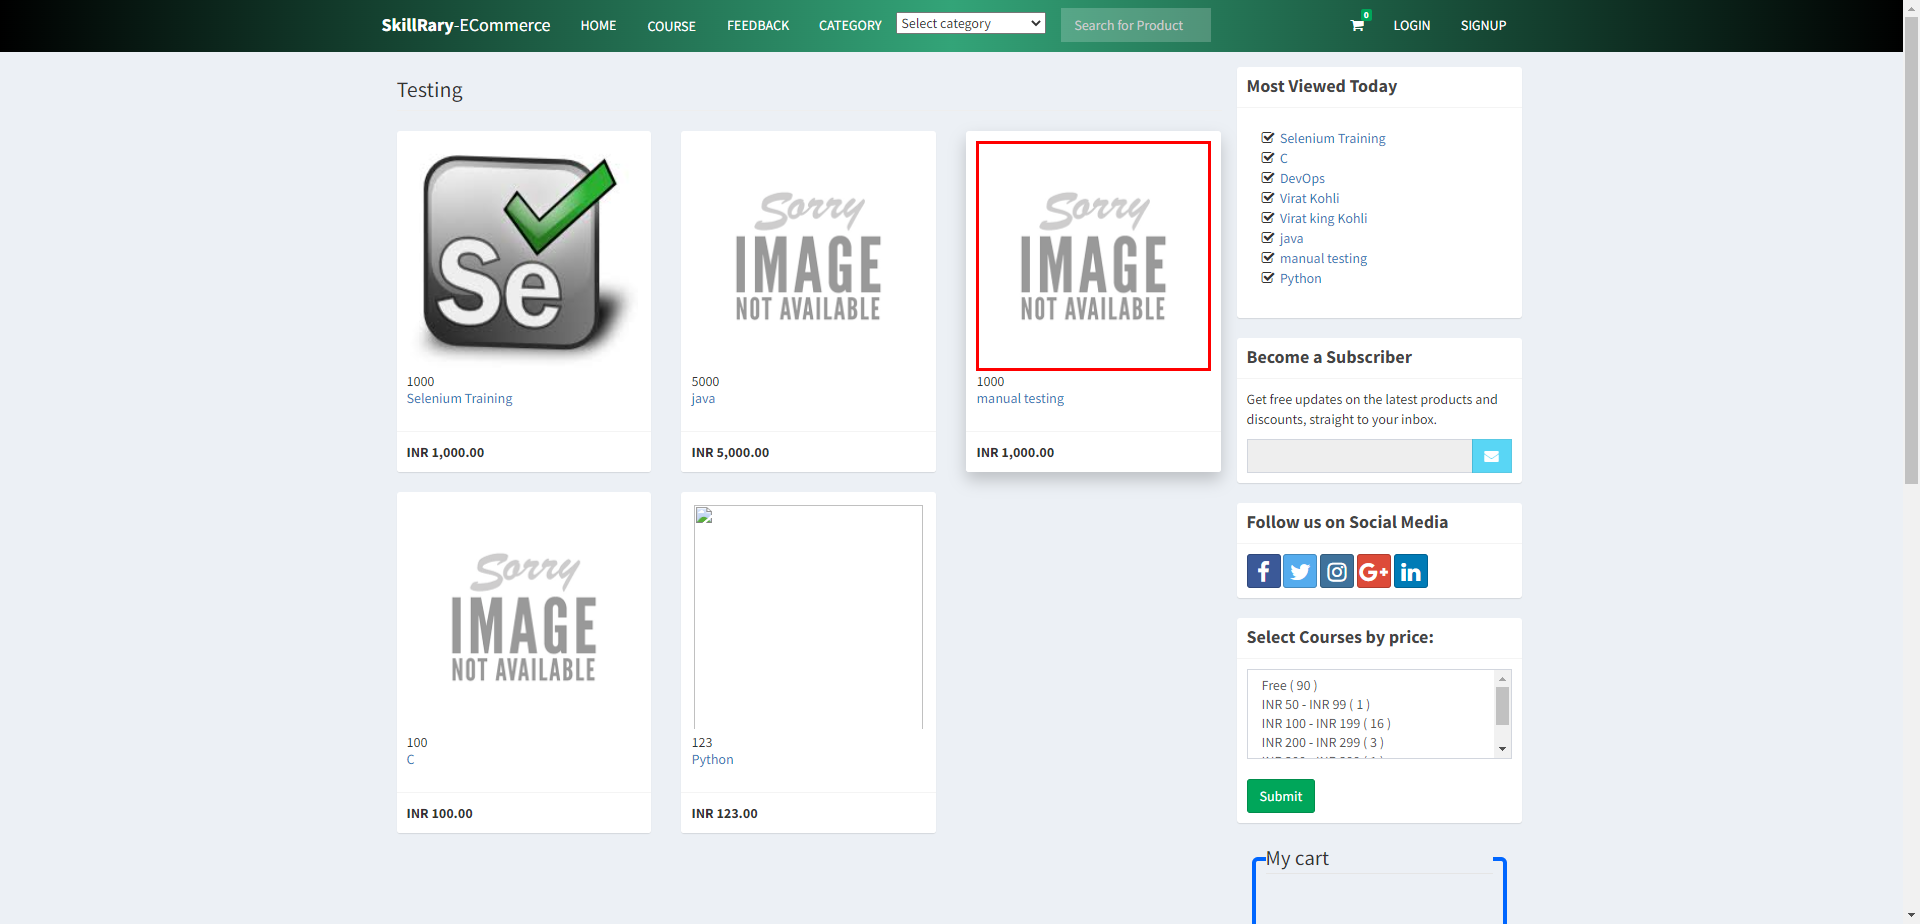 SkillRary-ECommerce HOME COURSE FEEDBACK CATEGORY Select category Search for Product 0 LOGIN SIGNUP
Testing
Se
1000
Selenium Training
INR 1,000.00
Sorry
IMAGE
NOT AVAILABLE
5000
java
INR 5,000.00
Sorry
IMAGE
NOT AVAILABLE
1000
manual testing
INR 1,000.00
Sorry
IMAGE
NOT AVAILABLE
100
C
INR 100.00
123
Python
INR 123.00
Most Viewed Today
Selenium Training
C
DevOps
Virat Kohli
Virat king Kohli
java
manual testing
Python
Become a Subscriber
Get free updates on the latest products and
discounts, straight to your inbox.
Follow us on Social Media
f
G+
in
Select Courses by price:
Free ( 90 )
INR 50 - INR 99 ( 1 )
INR 100 - INR 199 ( 16 )
INR 200 - INR 299 ( 3 )
Submit
My cart